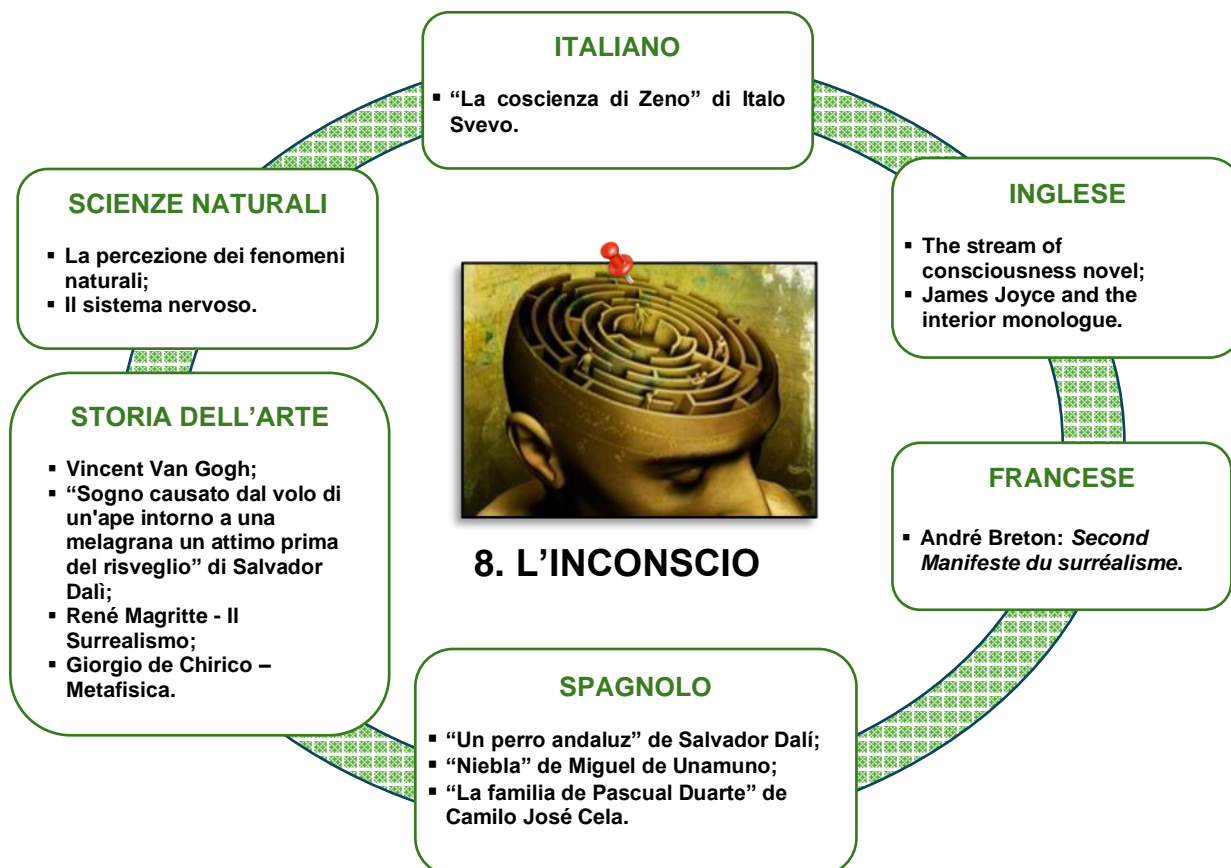 ITALIANO
▪ “La coscienza di Zeno” di Italo
Svevo.
SCIENZE NATURALI
▪ La percezione dei fenomeni
naturali;
▪ Il sistema nervoso.
INGLESE
▪ The stream of
consciousness novel;
▪ James Joyce and the
interior monologue.
STORIA DELL’ARTE
▪ Vincent Van Gogh;
▪ “Sogno causato dal volo di
un'ape intorno a una
melagrana un attimo prima
del risveglio” di Salvador
Dalì;
▪ René Magritte - Il
Surrealismo;
▪ Giorgio de Chirico –
Metafisica.
FRANCESE
▪ André Breton: Second
Manifeste du surréalisme.
8. L’INCONSCIO
SPAGNOLO
▪ “Un perro andaluz” de Salvador Dalí;
▪ “Niebla” de Miguel de Unamuno;
▪ “La familia de Pascual Duarte” de
Camilo José Cela.